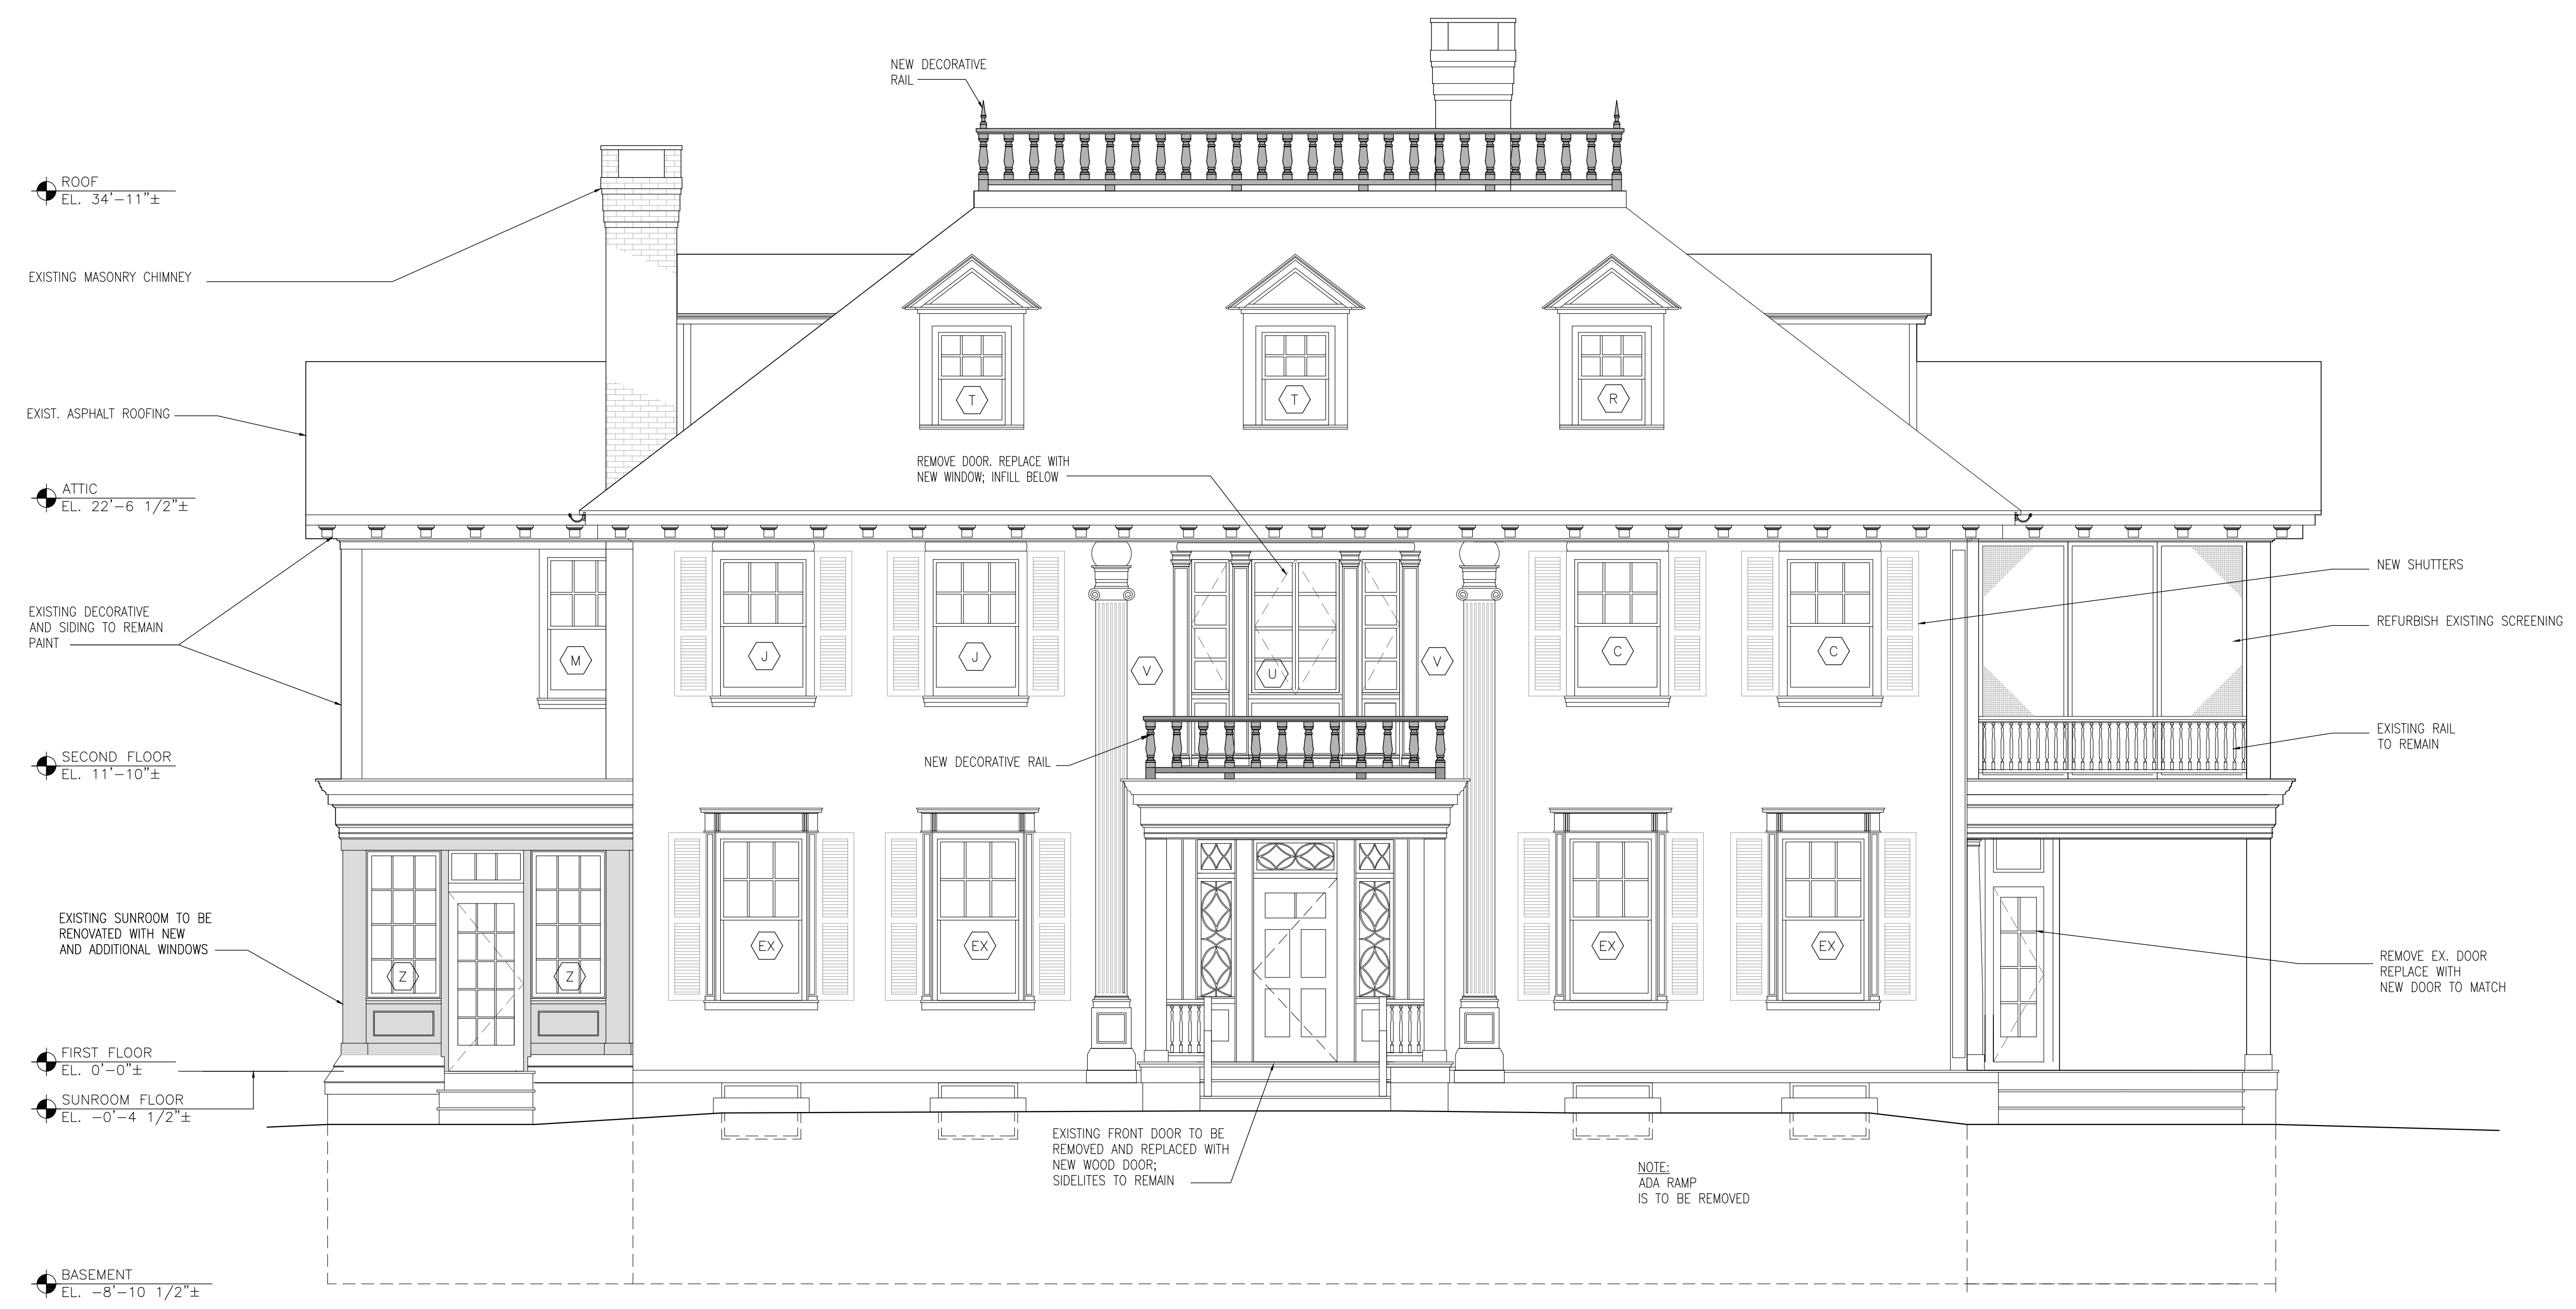 NEW DECORATIVE
RAIL
ROOF
EL. 34'-11"±
EXISTING MASONRY CHIMNEY
EXIST. ASPHALT ROOFING
T
T
R
REMOVE DOOR. REPLACE WITH
NEW WINDOW; INFILL BELOW
ATTIC
EL. 22'-6 1/2"±
NEW SHUTTERS
REFURBISH EXISTING SCREENING
EXISTING DECORATIVE
AND SIDING TO REMAIN
PAINT
M
J
J
V
U
V
C
C
EXISTING RAIL
TO REMAIN
SECOND FLOOR
EL. 11'-10"±
NEW DECORATIVE RAIL
EXISTING SUNROOM TO BE
RENOVATED WITH NEW
AND ADDITIONAL WINDOWS
Z
Z
EX
EX
EX
EX
REMOVE EX. DOOR
REPLACE WITH
NEW DOOR TO MATCH
FIRST FLOOR
EL. 0'-0"±
SUNROOM FLOOR
EL. -0'-4 1/2"±
EXISTING FRONT DOOR TO BE
REMOVED AND REPLACED WITH
NEW WOOD DOOR;
SIDELITES TO REMAIN
NOTE:
ADA RAMP
IS TO BE REMOVED
BASEMENT
EL. -8'-10 1/2"±